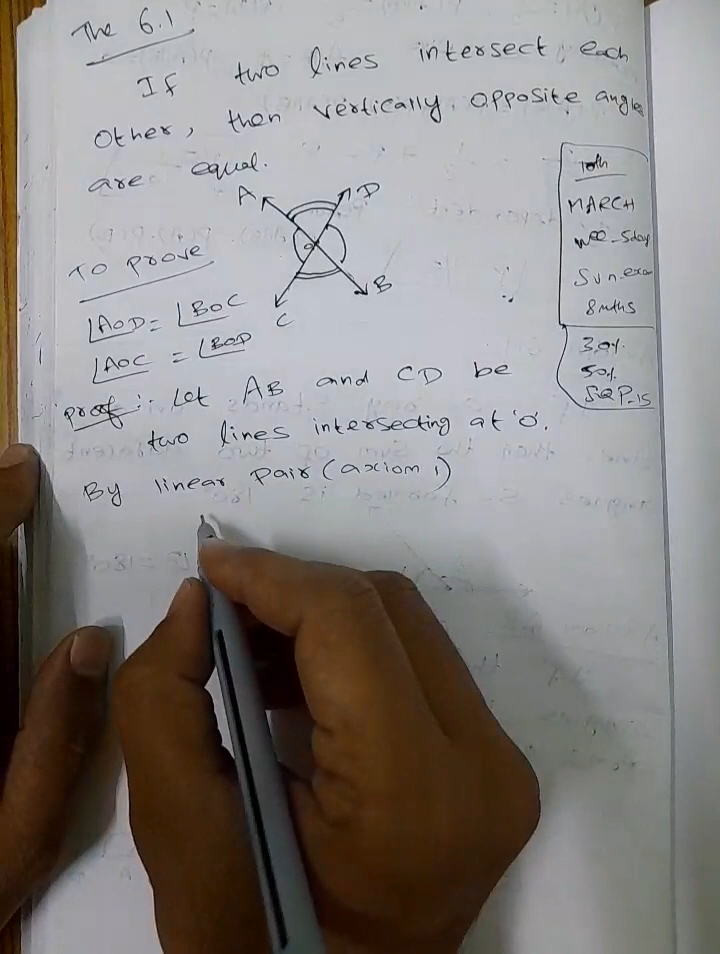 The 6.1
If two lines intersect each
other, then vertically opposite angles
are equal.
A D
O
B
C
To prove
∠AOD = ∠BOC
∠AOC = ∠BOD
proof :- Let AB and CD be
two lines intersecting at 'O'.
By linear pair (axiom 1)
10th
MARCH
Sun-exam
8 mths
30%
50%
SQP-15